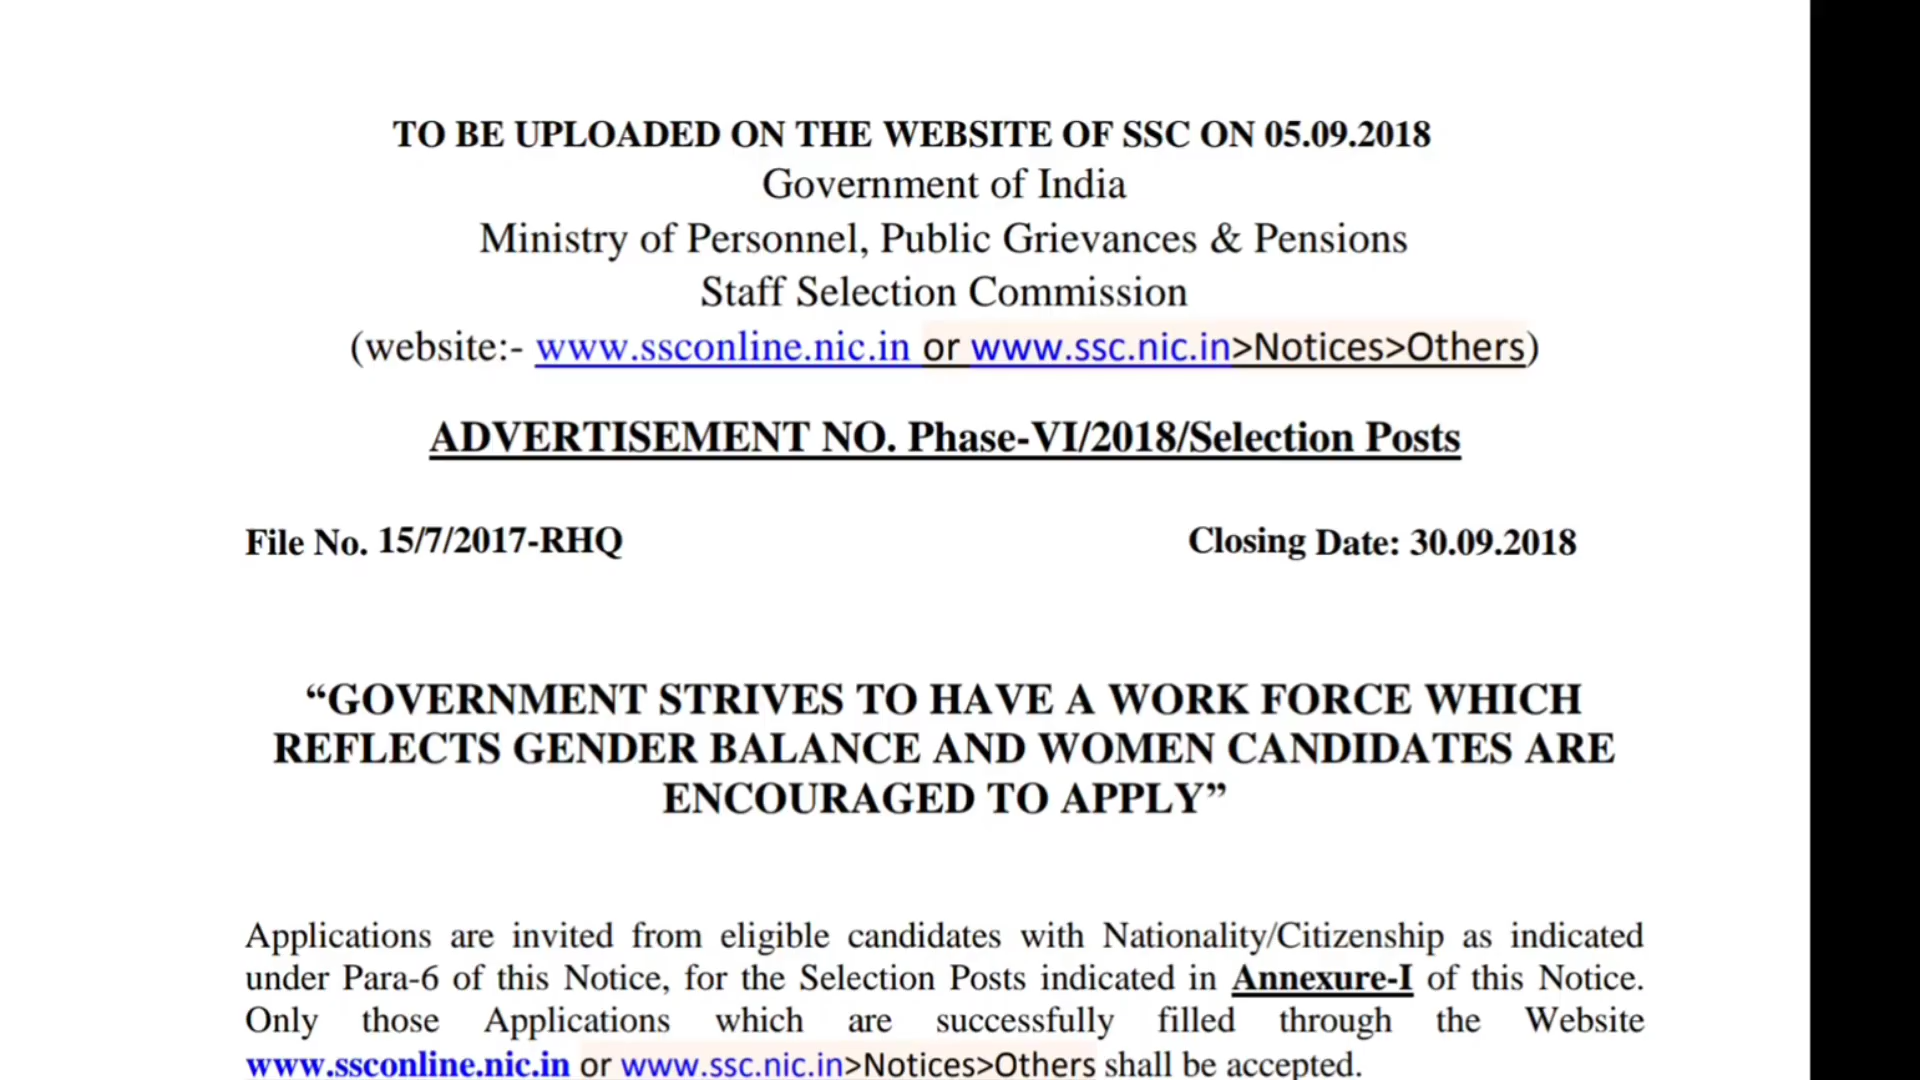 TO BE UPLOADED ON THE WEBSITE OF SSC ON 05.09.2018
Government of India
Ministry of Personnel, Public Grievances & Pensions
Staff Selection Commission
(website:- www.ssconline.nic.in or www.ssc.nic.in>Notices>Others)
ADVERTISEMENT NO. Phase-VI/2018/Selection Posts
File No. 15/7/2017-RHQ Closing Date: 30.09.2018
“GOVERNMENT STRIVES TO HAVE A WORK FORCE WHICH
REFLECTS GENDER BALANCE AND WOMEN CANDIDATES ARE
ENCOURAGED TO APPLY”
Applications are invited from eligible candidates with Nationality/Citizenship as indicated
under Para-6 of this Notice, for the Selection Posts indicated in Annexure-I of this Notice.
Only those Applications which are successfully filled through the Website
www.ssconline.nic.in or www.ssc.nic.in>Notices>Others shall be accepted.